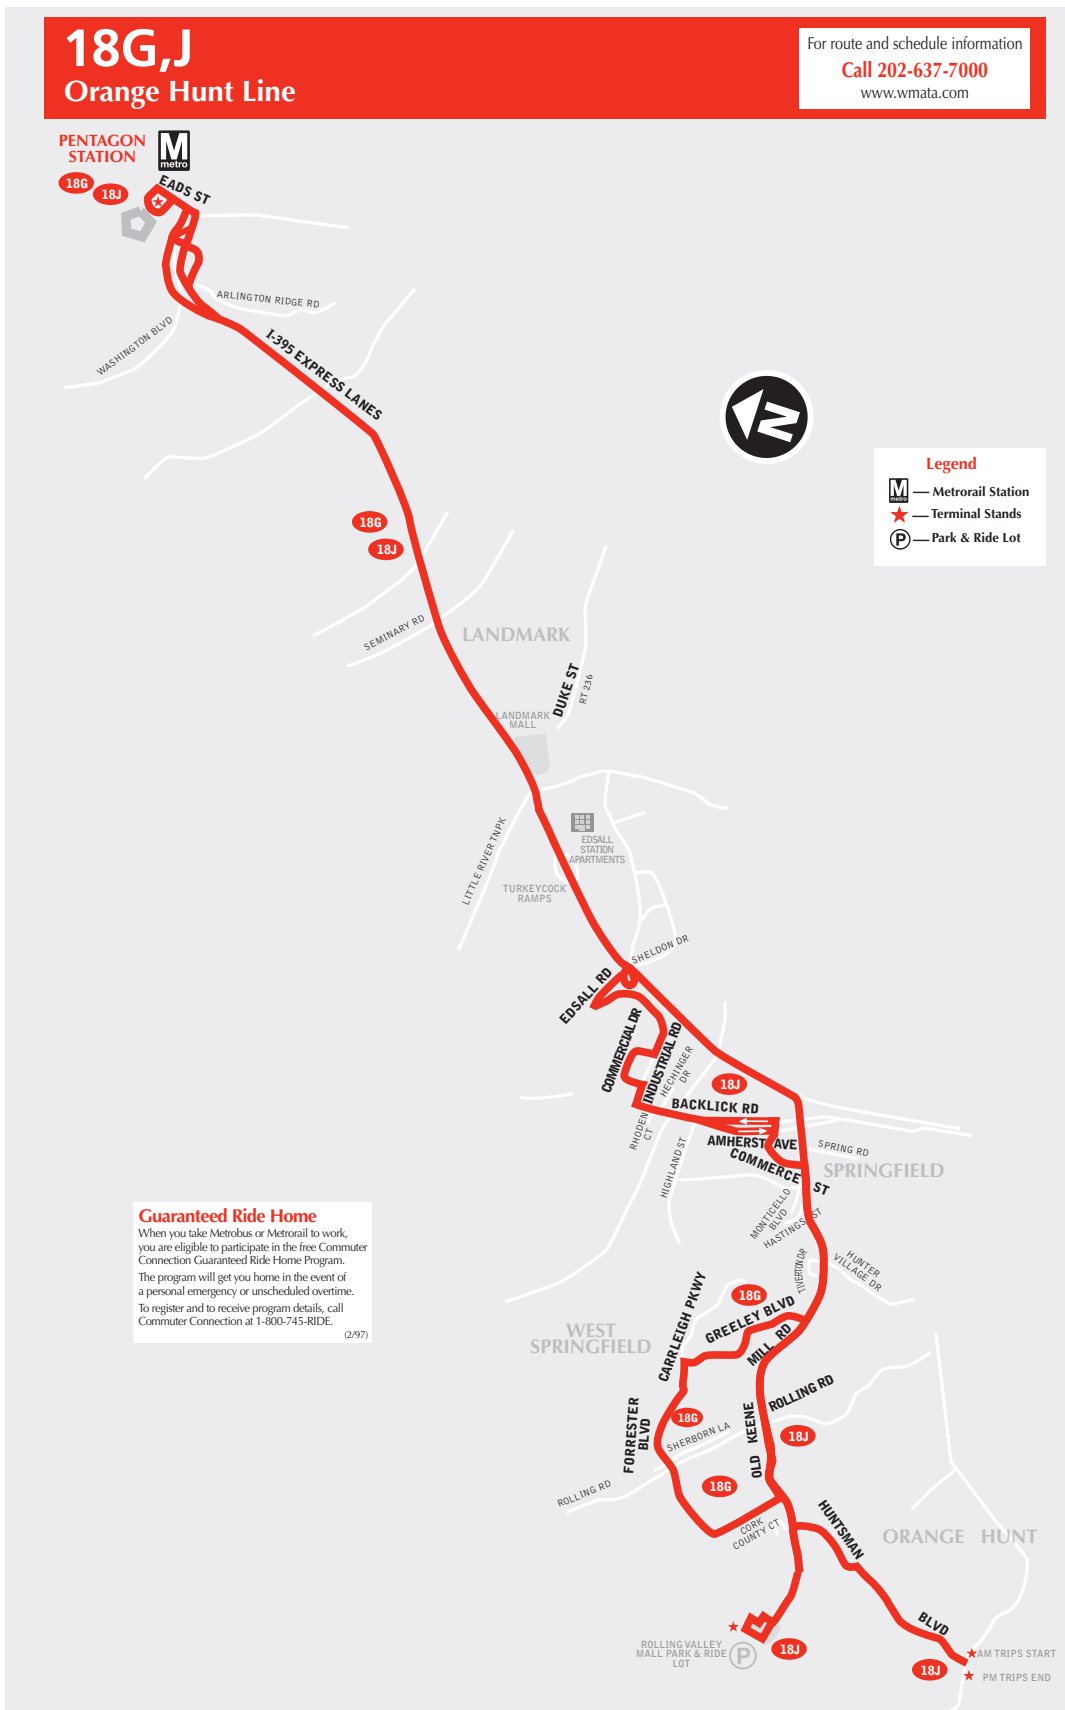 18G,J
Orange Hunt Line
For route and schedule information
Call 202-637-7000
www.wmata.com
PENTAGON
STATION
M
metro
18G
18J
EADS ST
ARLINGTON RIDGE RD
WASHINGTON BLVD
I-395 EXPRESS LANES
N
Legend
M
metro
— Metrorail Station
— Terminal Stands
P
— Park & Ride Lot
18G
18J
SEMINARY RD
LANDMARK
DUKE ST
RT 236
LANDMARK
MALL
LITTLE RIVER TNPK
EDSALL
STATION
APARTMENTS
TURKEYCOCK
RAMPS
SHELDON DR
EDSALL RD
COMMERCIAL DR
INDUSTRIAL RD
HECHINGER
DR
18J
BACKLICK RD
RHODEN
CT
AMHERST AVE
SPRING RD
COMMERCE ST
SPRINGFIELD
HIGHLAND ST
MONTICELLO
BLVD
HASTINGS ST
TIVERTON DR
HUNTER
VILLAGE DR
Guaranteed Ride Home
When you take Metrobus or Metrorail to work,
you are eligible to participate in the free Commuter
Connection Guaranteed Ride Home Program.
The program will get you home in the event of
a personal emergency or unscheduled overtime.
To register and to receive program details, call
Commuter Connection at 1-800-745-RIDE.
(2/97)
18G
CARRLEIGH PKWY
GREELEY BLVD
WEST
SPRINGFIELD
OLD KEENE MILL RD
ROLLING RD
FORRESTER
BLVD
18G
SHERBORN LA
18J
18G
ROLLING RD
CORK
COUNTY CT
HUNTSMAN BLVD
ORANGE HUNT
ROLLING VALLEY
MALL PARK & RIDE
LOT
P
18J
18J
AM TRIPS START
PM TRIPS END